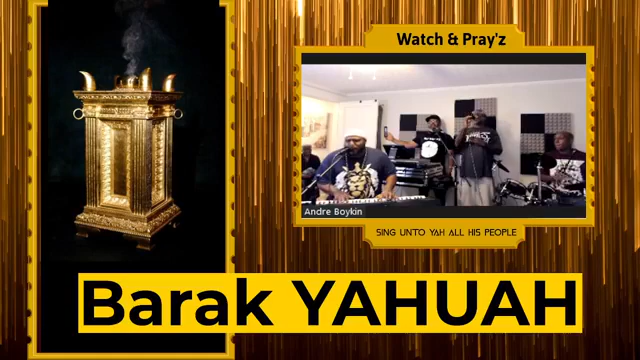 Watch & Pray'z
Andre Boykin
SING UNTO YAH ALL HIS PEOPLE
Barak YAHUAH